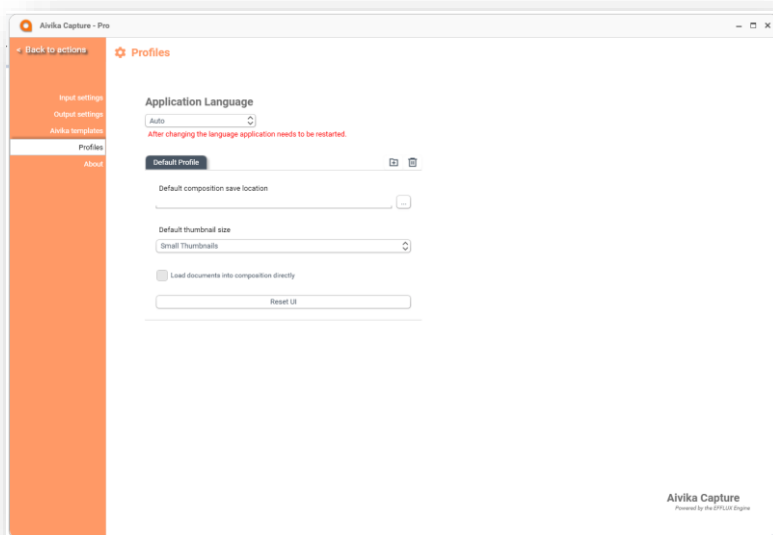 Aivika Capture - Pro
« Back to actions
Profiles
Input settings
Output settings
Aivika templates
Profiles
About
Application Language
Auto
After changing the language application needs to be restarted.
Default Profile
Default composition save location
...
Default thumbnail size
Small Thumbnails
Load documents into composition directly
Reset UI
Aivika Capture
Powered by the EFFLUX Engine